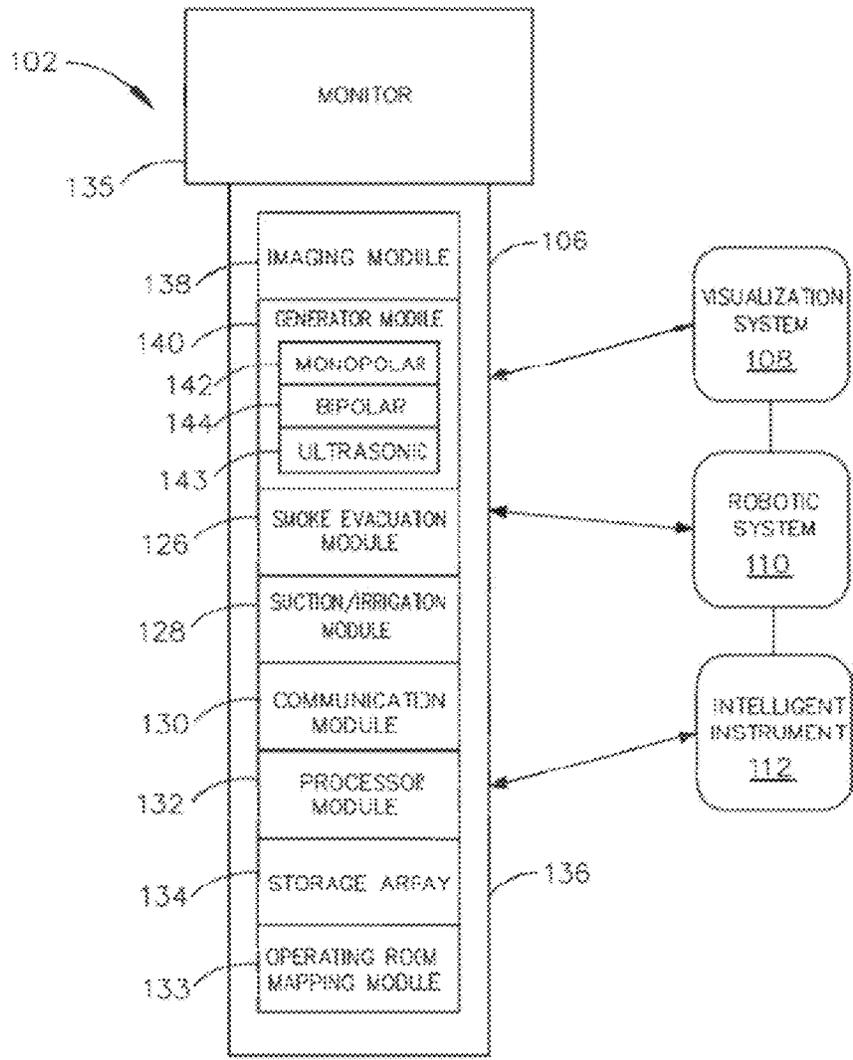 102
MONITOR
135
106
138
IMAGING MODULE
140
GENERATOR MODULE
142
MONOPOLAR
144
BIPOLAR
143
ULTRASONIC
126
SMOKE EVACUATION
MODULE
128
SUCTION/IRRIGATION
MODULE
130
COMMUNICATION
MODULE
132
PROCESSOR
MODULE
134
STORAGE ARRAY
136
133
OPERATING ROOM
MAPPING MODULE
VISUALIZATION
SYSTEM
108
ROBOTIC
SYSTEM
110
INTELLIGENT
INSTRUMENT
112